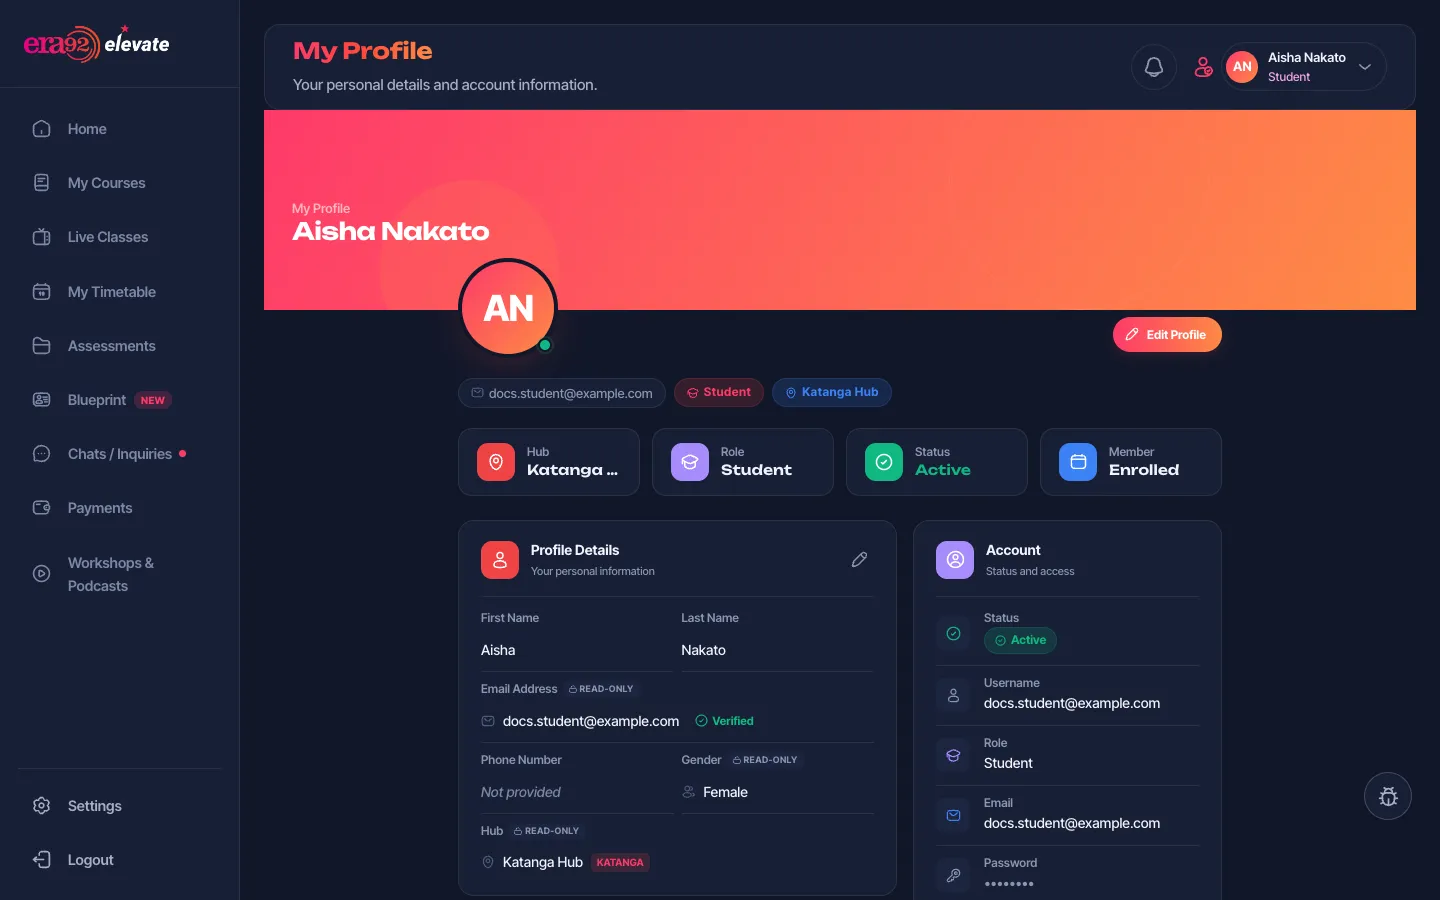 era92 elevate
Home
My Courses
Live Classes
My Timetable
Assessments
Blueprint NEW
Chats / Inquiries
Payments
Workshops &
Podcasts
Settings
Logout
My Profile
Your personal details and account information.
AN
Aisha Nakato
Student
My Profile
Aisha Nakato
AN
Edit Profile
docs.student@example.com
Student
Katanga Hub
Hub
Katanga ...
Role
Student
Status
Active
Member
Enrolled
Profile Details
Your personal information
First Name
Last Name
Aisha
Nakato
Email Address READ-ONLY
docs.student@example.com Verified
Phone Number
Gender READ-ONLY
Not provided
Female
Hub READ-ONLY
Katanga Hub KATANGA
Account
Status and access
Status
Active
Username
docs.student@example.com
Role
Student
Email
docs.student@example.com
Password
••••••••